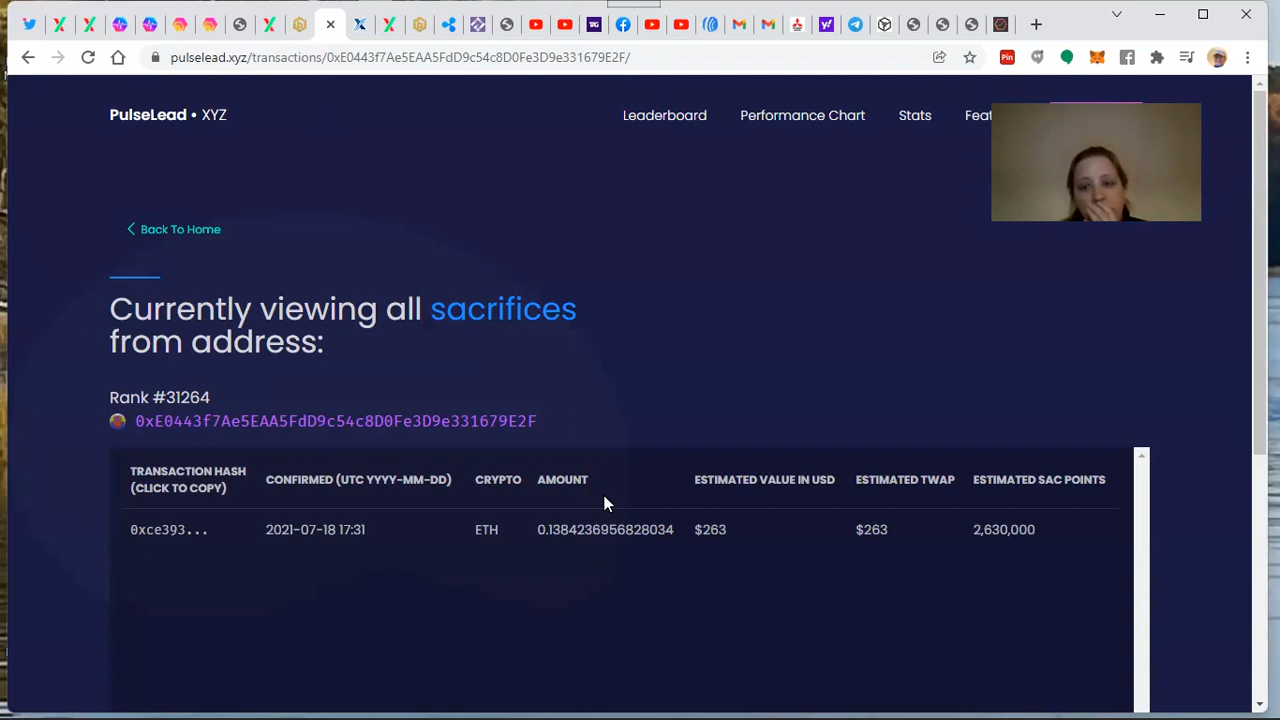 pulselead.xyz/transactions/0xE0443f7Ae5EAA5FdD9c54c8D0Fe3D9e331679E2F/
PulseLead • XYZ
Leaderboard
Performance Chart
Stats
Feat
Back To Home
Currently viewing all sacrifices
from address:
Rank #31264
0xE0443f7Ae5EAA5FdD9c54c8D0Fe3D9e331679E2F
TRANSACTION HASH
(CLICK TO COPY)
CONFIRMED (UTC YYYY-MM-DD)
CRYPTO
AMOUNT
ESTIMATED VALUE IN USD
ESTIMATED TWAP
ESTIMATED SAC POINTS
0xce393...
2021-07-18 17:31
ETH
0.1384236956828034
$263
$263
2,630,000